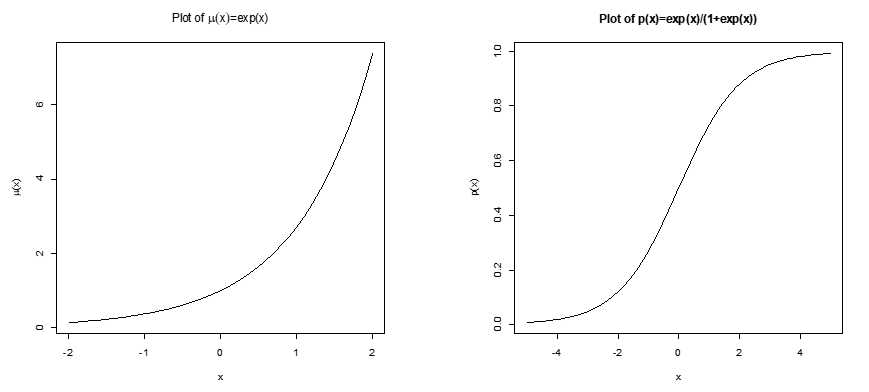 Plot of μ(x)=exp(x)
μ(x)
6
4
2
0
-2 -1 0 1 2
x
Plot of p(x)=exp(x)/(1+exp(x))
p(x)
1.0
0.8
0.6
0.4
0.2
0.0
-4 -2 0 2 4
x